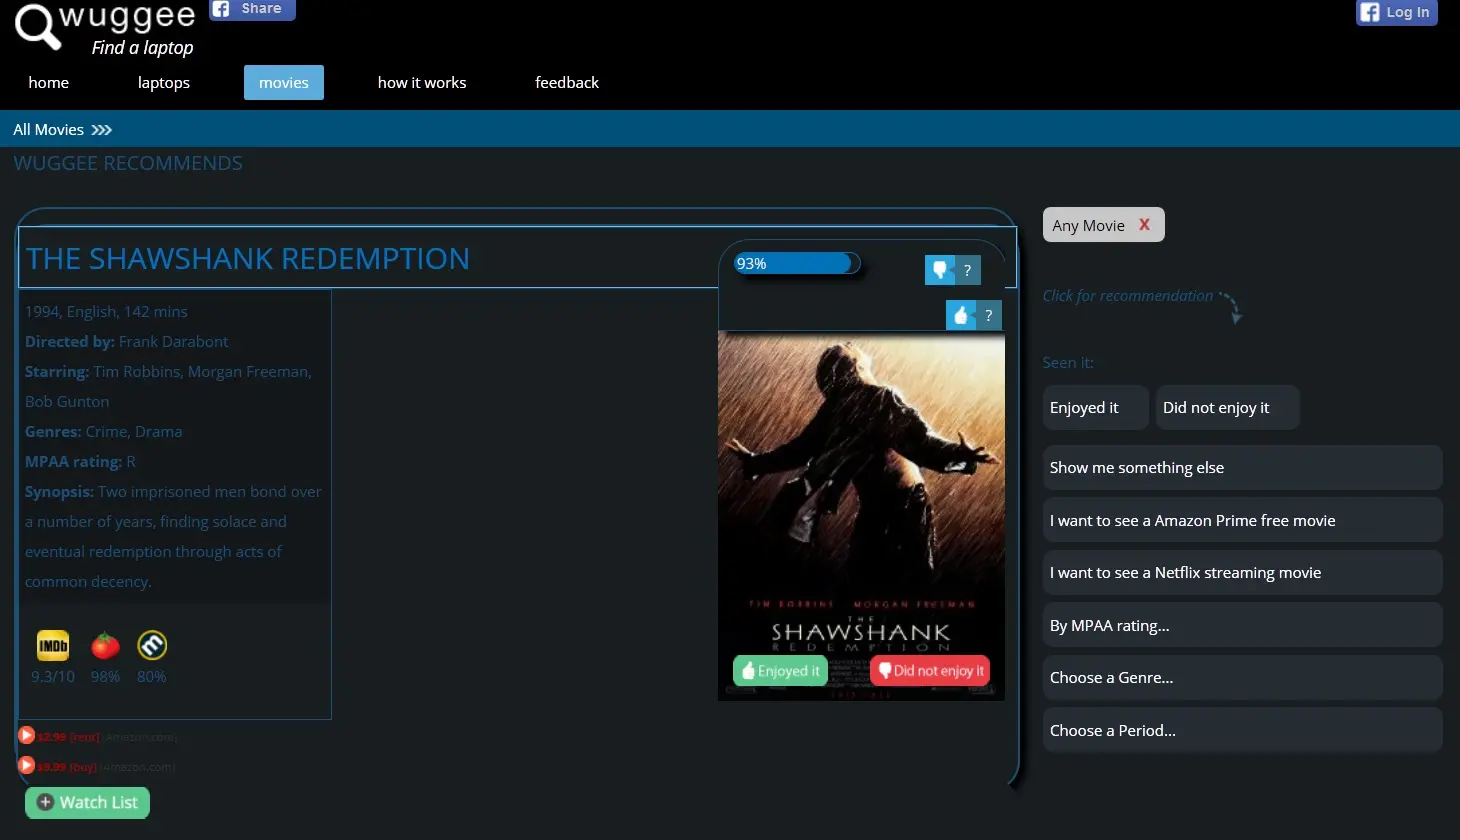 wuggee
Share
Log In
Find a laptop
home laptops movies how it works feedback
All Movies
WUGGEE RECOMMENDS
THE SHAWSHANK REDEMPTION
93%
?
?
1994, English, 142 mins
Directed by: Frank Darabont
Starring: Tim Robbins, Morgan Freeman,
Bob Gunton
Genres: Crime, Drama
MPAA rating: R
Synopsis: Two imprisoned men bond over
a number of years, finding solace and
eventual redemption through acts of
common decency.
IMDb
9.3/10 98% 80%
$2.99 [rent] (Amazon.com)
$9.99 [buy] (Amazon.com)
Watch List
TIM ROBBINS MORGAN FREEMAN
THE
SHAWSHANK
REDEMPTION
Enjoyed it Did not enjoy it
Any Movie X
Click for recommendation
Seen it:
Enjoyed it Did not enjoy it
Show me something else
I want to see a Amazon Prime free movie
I want to see a Netflix streaming movie
By MPAA rating...
Choose a Genre...
Choose a Period...